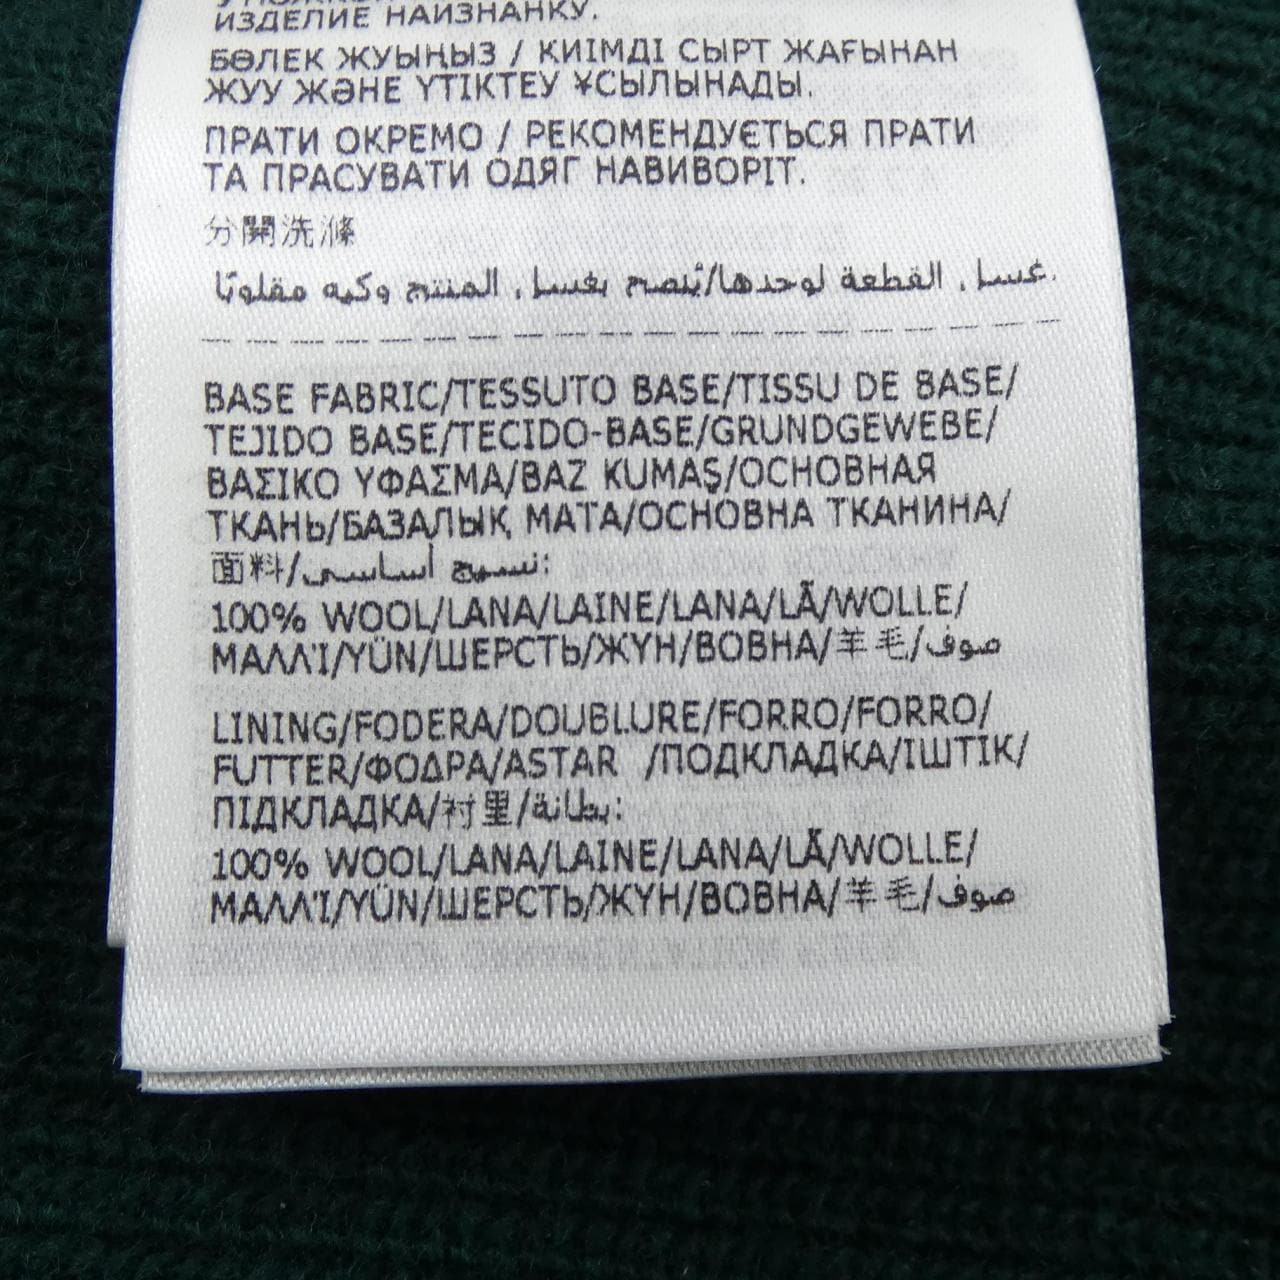 ИЗДЕЛИЕ НАИЗНАНКУ.
БӨЛЕК ЖУЫҢЫЗ / КИІМДІ СЫРТ ЖАҒЫНАН
ЖУУ ЖӘНЕ ҮТІКТЕУ ¥СЫЛЫНАДЫ.
ПРАТИ ОКРЕМО / РЕКОМЕНДУЄТЬСЯ ПРАТИ
ТА ПРАСУВАТИ ОДЯГ НАВИВОРІТ.
分開洗滌
غسل القطعة لوحدها/يُنصح بغسل المنتج وكيه مقلوبًا.
BASE FABRIC/TESSUTO BASE/TISSU DE BASE/
TEJIDO BASE/TECIDO-BASE/GRUNDGEWEBE/
ΒΑΣΙΚΟ ΥΦΑΣΜΑ/BAZ KUMAŞ/ОСНОВНАЯ
ТКАНЬ/БАЗАЛЫҚ МАТА/ОСНОВНА ТКАНИНА/
面料/نسيج أساسي:
100% WOOL/LANA/LAINE/LANA/LÃ/WOLLE/
ΜΑΛΛΊ/YÜN/ШЕРСТЬ/ЖҮН/ВОВНА/羊毛/صوف
LINING/FODERA/DOUBLURE/FORRO/FORRO/
FUTTER/ΦΟΔΡΑ/ASTAR /ПОДКЛАДКА/ІШТІК/
ПІДКЛАДКА/衬里/بطانة:
100% WOOL/LANA/LAINE/LANA/LÃ/WOLLE/
ΜΑΛΛΊ/YÜN/ШЕРСТЬ/ЖҮН/ВОВНА/羊毛/صوف